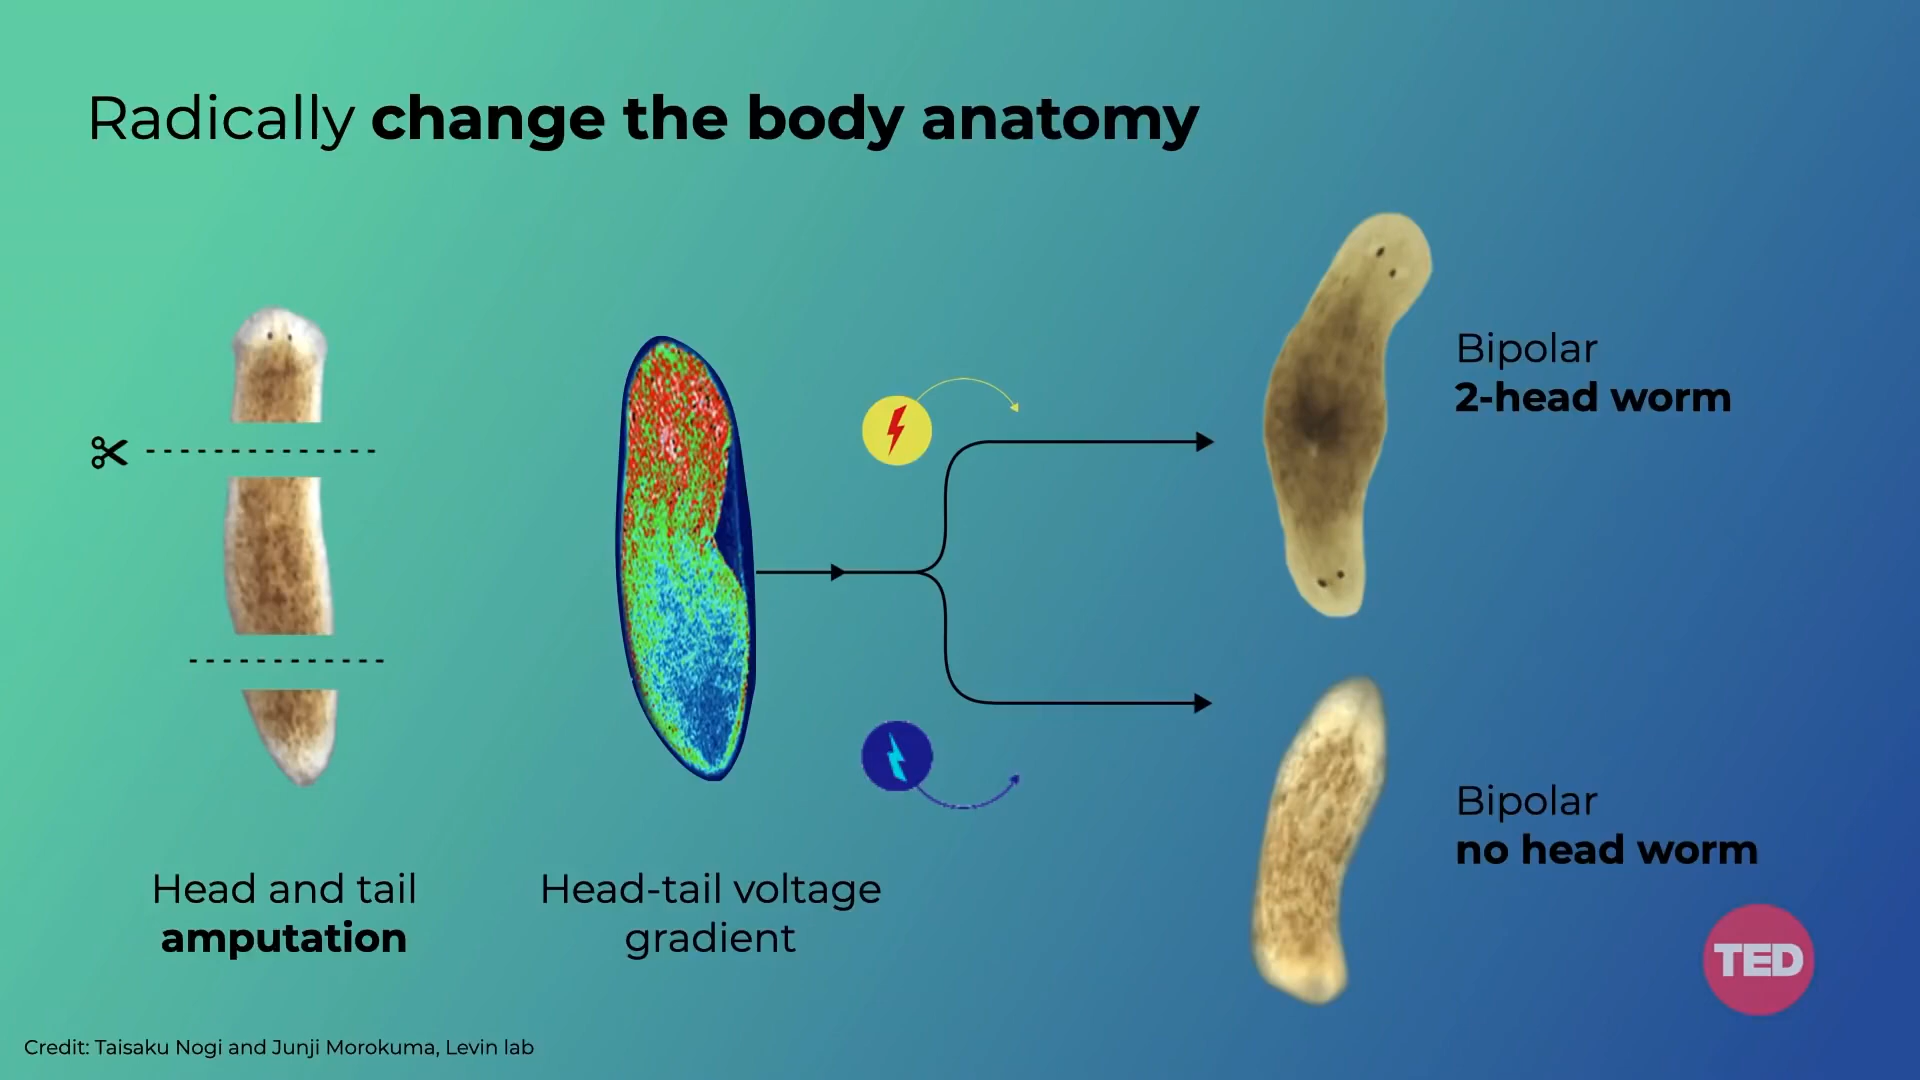 Radically change the body anatomy
Bipolar
2-head worm
Bipolar
no head worm
Head and tail
amputation
Head-tail voltage
gradient
TED
Credit: Taisaku Nogi and Junji Morokuma, Levin lab